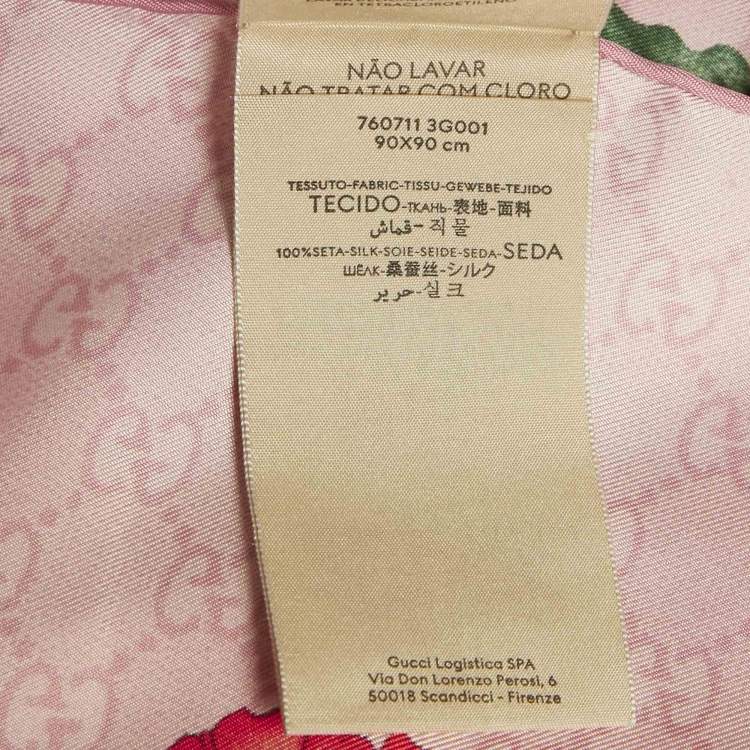 EN TETRACLOROETILENO
NÃO LAVAR
NÃO TRATAR COM CLORO
760711 3G001
90X90 cm
TESSUTO-FABRIC-TISSU-GEWEBE-TEJIDO
TECIDO-ТКАНЬ-表地-面料
قماش-직물
100%SETA-SILK-SOIE-SEIDE-SEDA-SEDA
ШЁЛК-桑蚕丝-シルク
حرير-실크
Gucci Logistica SPA
Via Don Lorenzo Perosi, 6
50018 Scandicci - Firenze